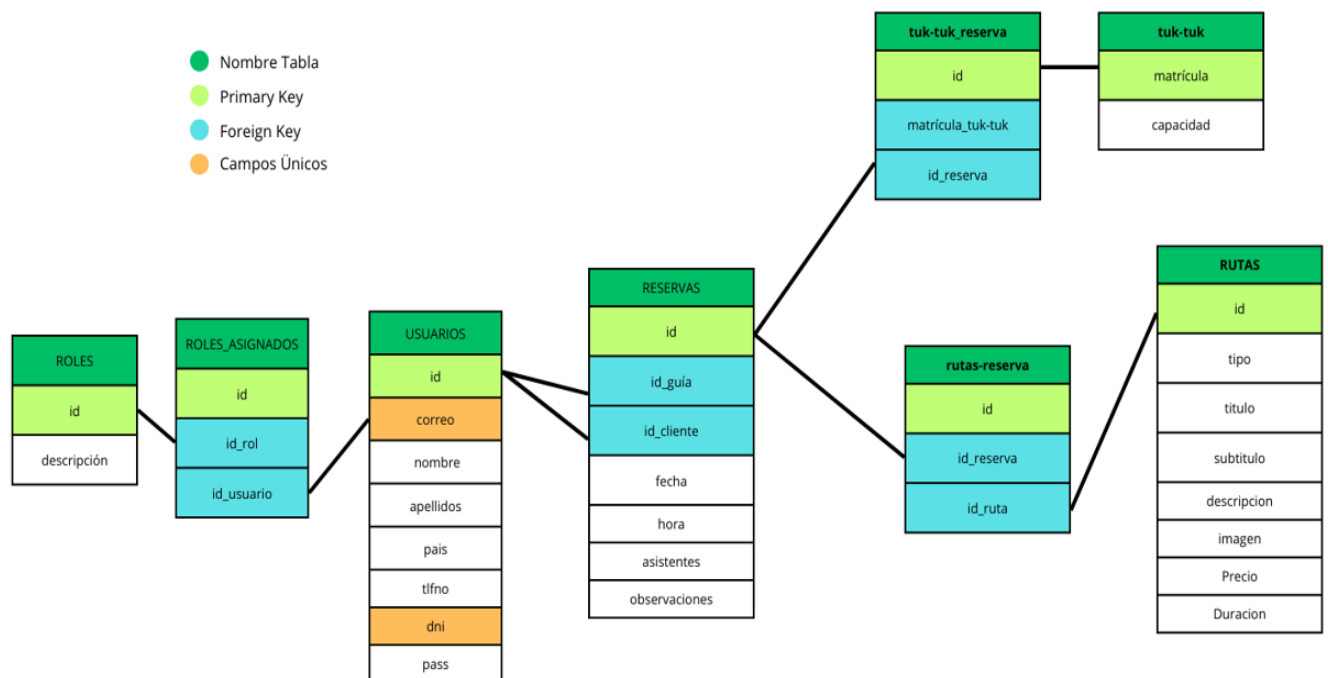 Nombre Tabla
Primary Key
Foreign Key
Campos Ünicos
ROLES
id
descripción
ROLES_ASIGNADOS
id
id_rol
id_usuario
USUARIOS
id
correo
nombre
apellidos
pais
tlfno
dni
pass
RESERVAS
id
id_guía
id_cliente
fecha
hora
asistentes
observaciones
tuk-tuk_reserva
id
matrícula_tuk-tuk
id_reserva
tuk-tuk
matrícula
capacidad
rutas-reserva
id
id_reserva
id_ruta
RUTAS
id
tipo
titulo
subtitulo
descripcion
imagen
Precio
Duracion